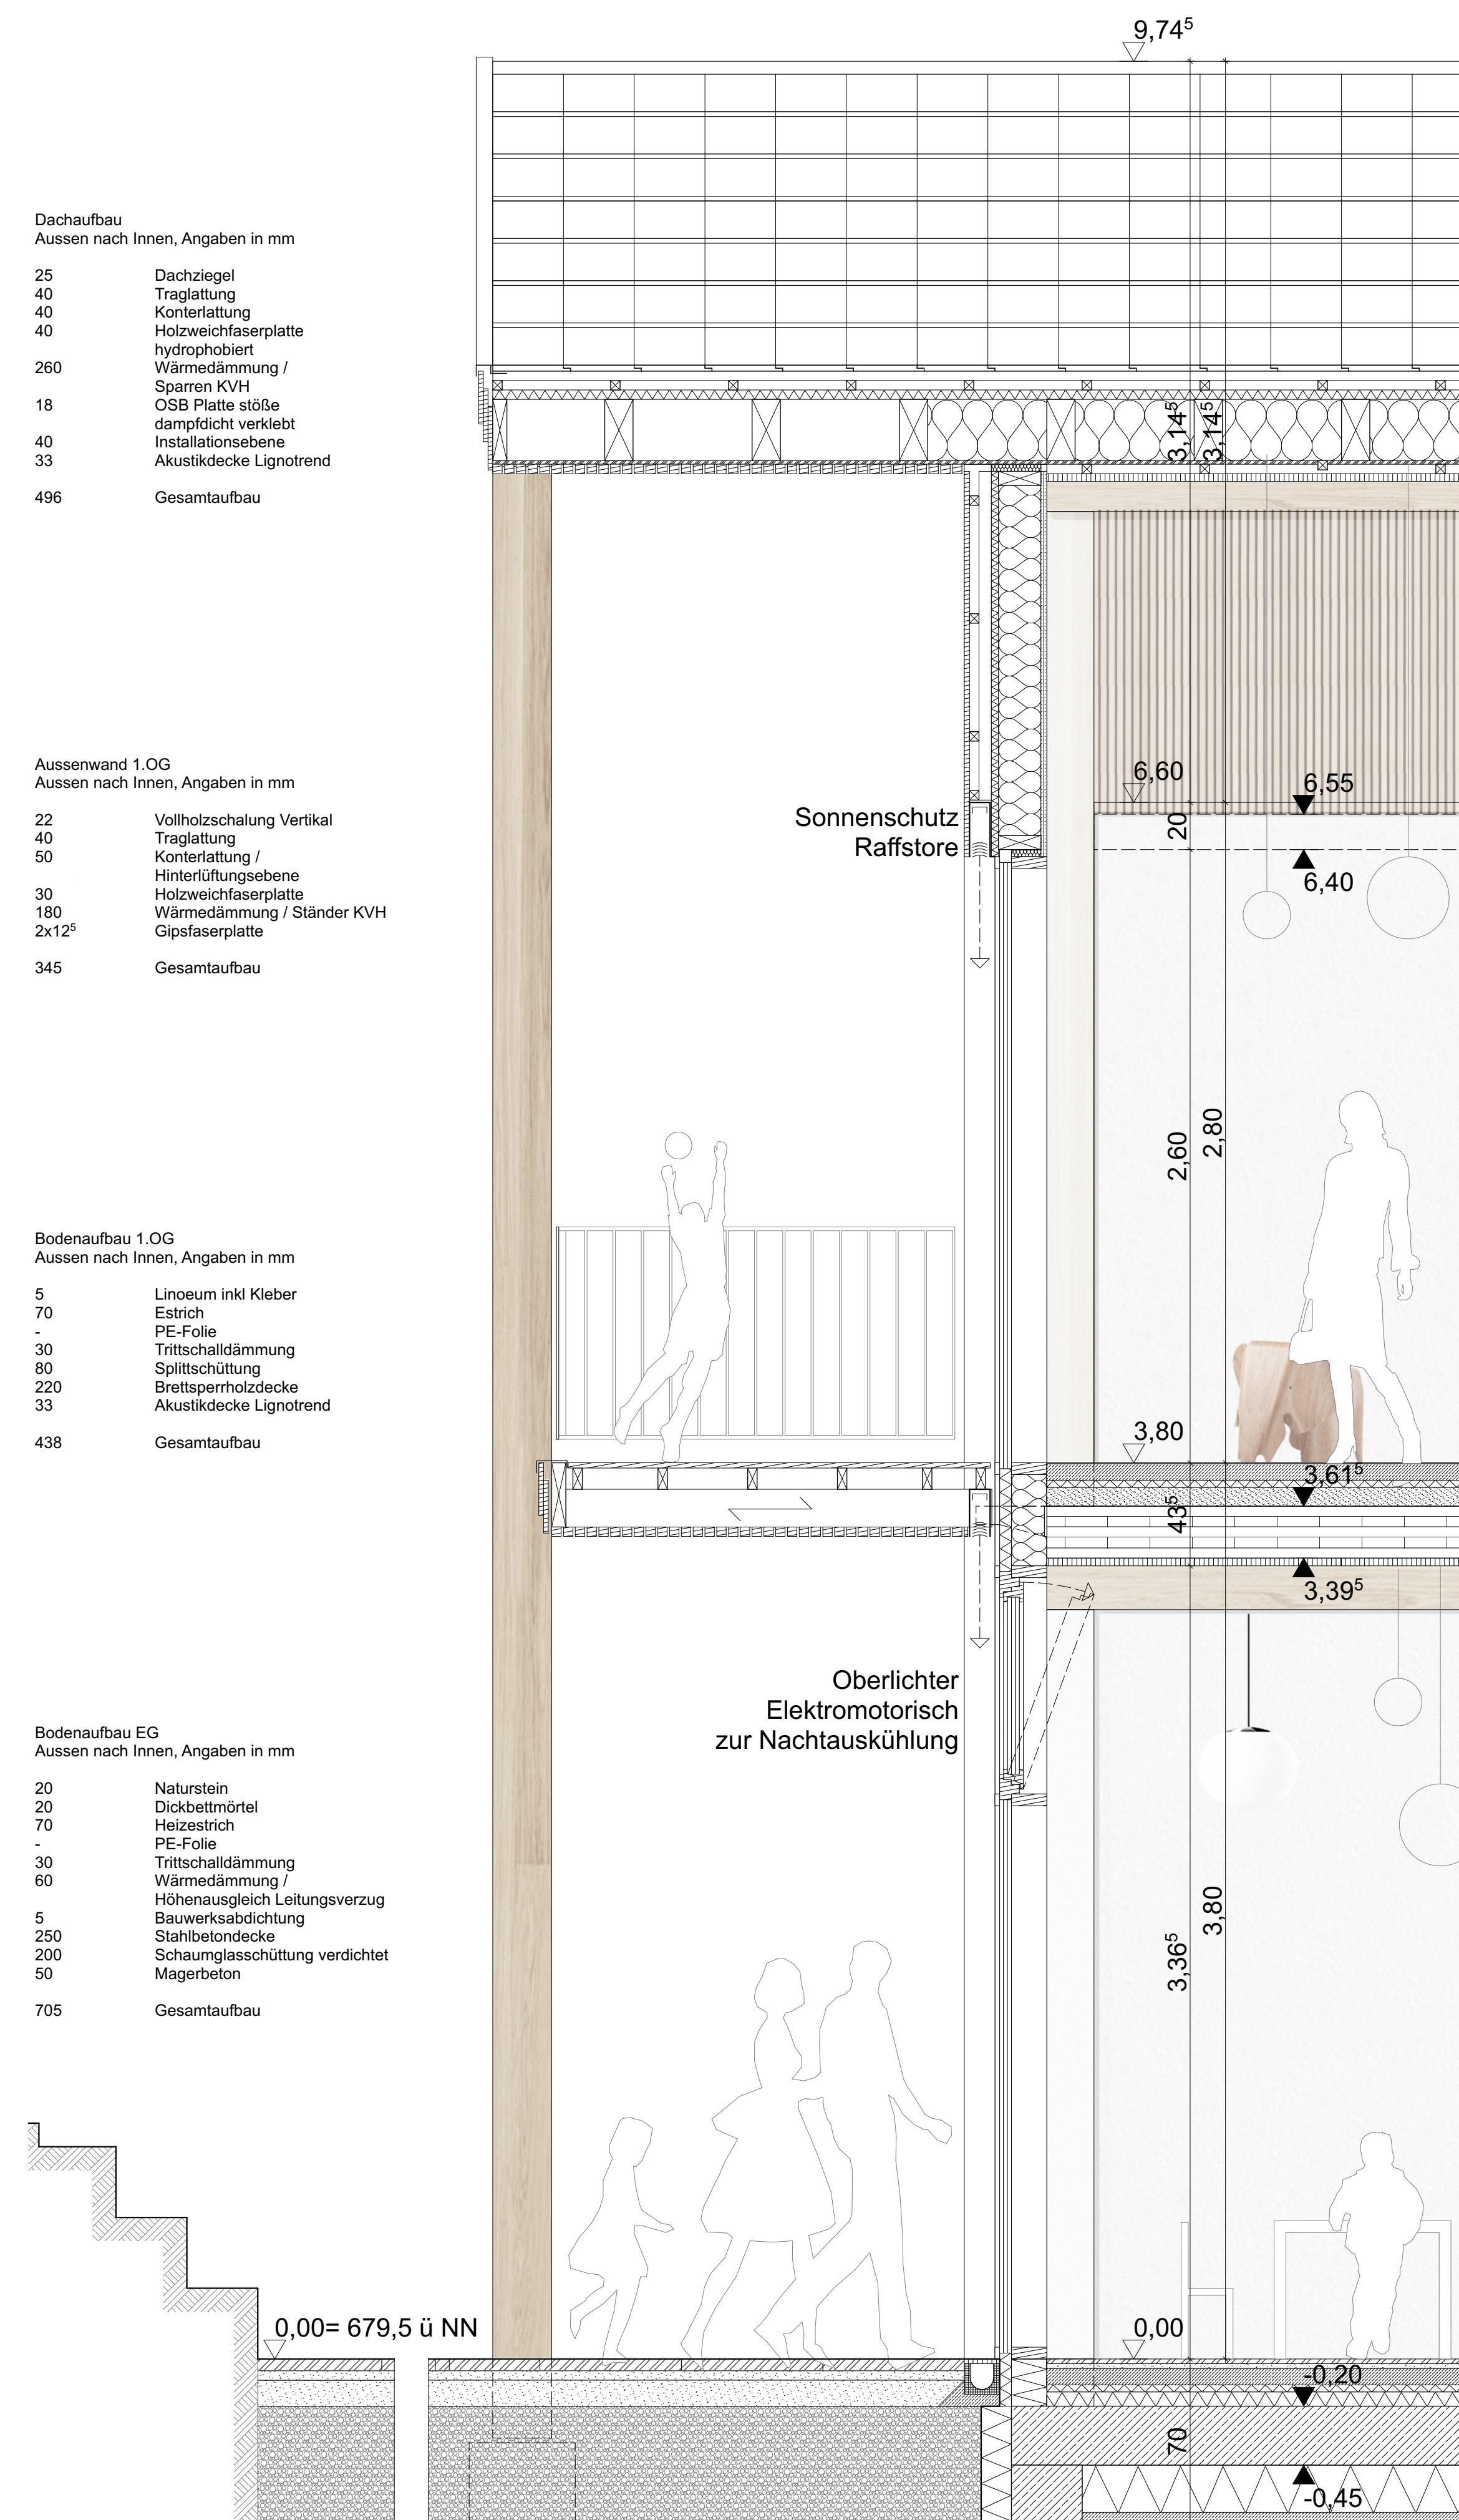 9,74⁵
Dachaufbau
Aussen nach Innen, Angaben in mm
25 Dachziegel
40 Traglattung
40 Konterlattung
40 Holzweichfaserplatte
hydrophobiert
260 Wärmedämmung /
Sparren KVH
18 OSB Platte stöße
dampfdicht verklebt
40 Installationsebene
33 Akustikdecke Lignotrend
496 Gesamtaufbau
3,14⁵
3,14⁵
Aussenwand 1.OG
Aussen nach Innen, Angaben in mm
22 Vollholzschalung Vertikal
40 Traglattung
50 Konterlattung /
Hinterlüftungsebene
30 Holzweichfaserplatte
180 Wärmedämmung / Ständer KVH
2x12⁵ Gipsfaserplatte
345 Gesamtaufbau
Sonnenschutz
Raffstore
6,60
6,55
20
6,40
2,60
2,80
Bodenaufbau 1.OG
Aussen nach Innen, Angaben in mm
5 Linoeum inkl Kleber
70 Estrich
- PE-Folie
30 Trittschalldämmung
80 Splittschüttung
220 Brettsperrholzdecke
33 Akustikdecke Lignotrend
438 Gesamtaufbau
3,80
3,61⁵
43⁵
3,39⁵
Oberlichter
Elektromotorisch
zur Nachtauskühlung
Bodenaufbau EG
Aussen nach Innen, Angaben in mm
20 Naturstein
20 Dickbettmörtel
70 Heizestrich
- PE-Folie
30 Trittschalldämmung
60 Wärmedämmung /
Höhenausgleich Leitungsverzug
5 Bauwerksabdichtung
250 Stahlbetondecke
200 Schaumglasschüttung verdichtet
50 Magerbeton
705 Gesamtaufbau
3,36⁵
3,80
0,00= 679,5 ü NN
0,00
-0,20
70
-0,45